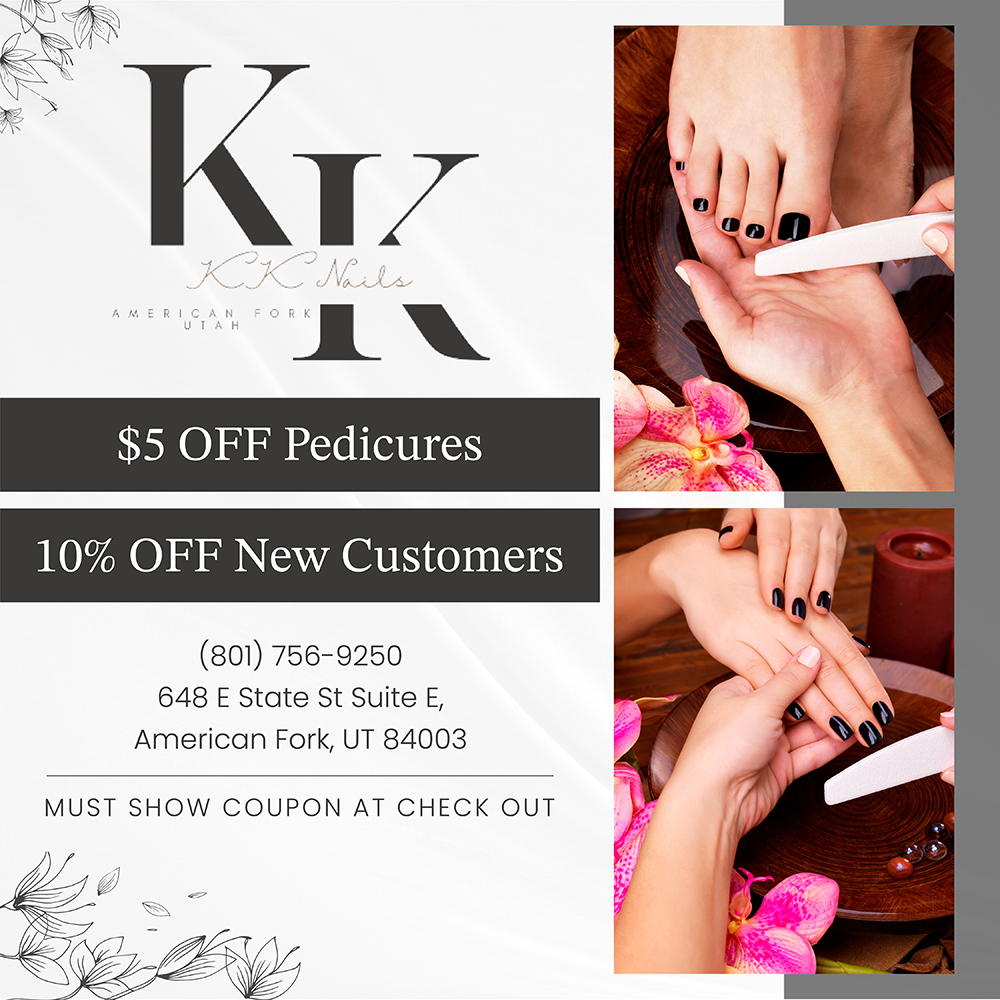 KK
KK Nails
AMERICAN FORK
UTAH
$5 OFF Pedicures
10% OFF New Customers
(801) 756-9250
648 E State St Suite E,
American Fork, UT 84003
MUST SHOW COUPON AT CHECK OUT